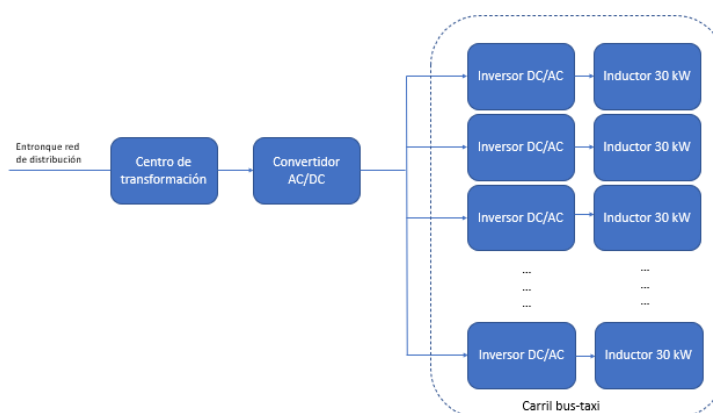 Inversor DC/AC
Inductor 30 kW
Inversor DC/AC
Inductor 30 kW
Entronque red
de distribución
Centro de
transformación
Convertidor
AC/DC
Inversor DC/AC
Inductor 30 kW
...
...
...
...
...
...
Inversor DC/AC
Inductor 30 kW
Carril bus-taxi